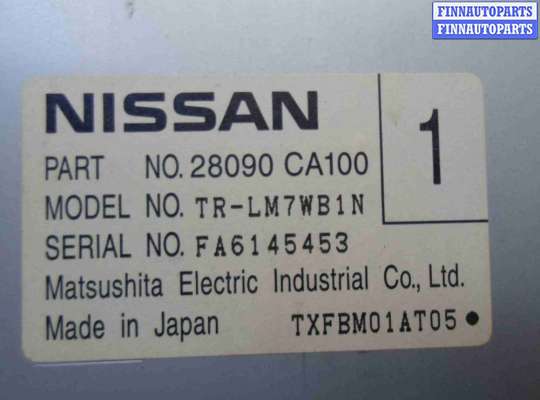 FINNAUTOPARTS
FINNAUTOPARTS
NISSAN
1
PART NO. 28090 CA100
MODEL NO. TR-LM7WB1N
SERIAL NO. FA6145453
Matsushita Electric Industrial Co., Ltd.
Made in Japan TXFBM01AT05